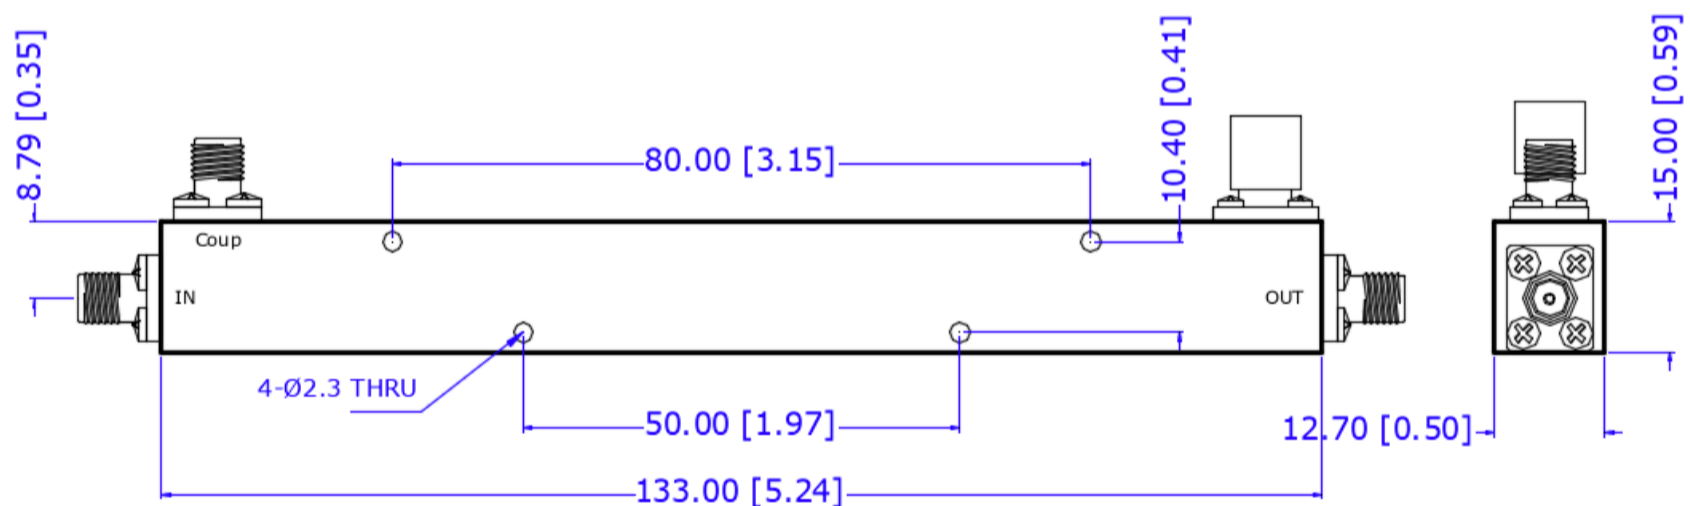 8.79 [0.35]
80.00 [3.15]
10.40 [0.41]
15.00 [0.59]
Coup
IN
OUT
4-Ø2.3 THRU
50.00 [1.97]
12.70 [0.50]
133.00 [5.24]